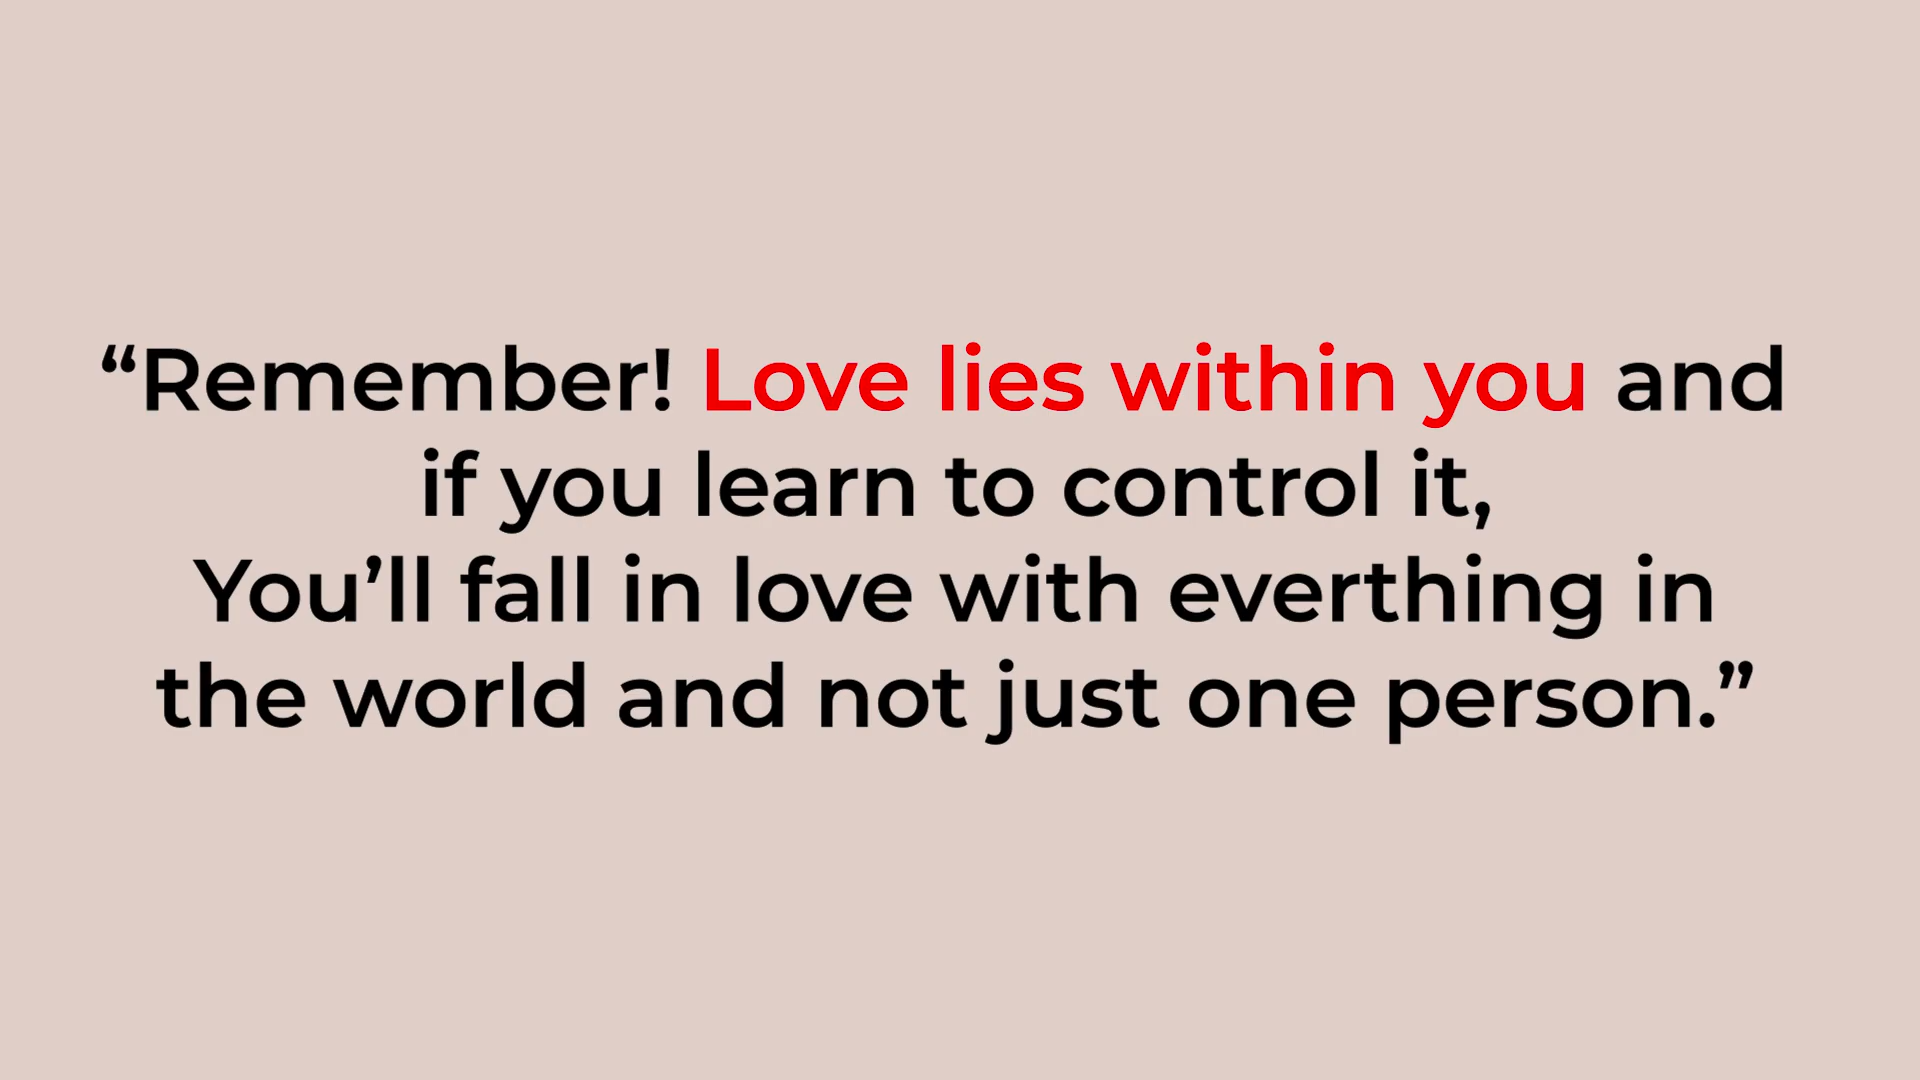 “Remember! Love lies within you and
if you learn to control it,
You’ll fall in love with everthing in
the world and not just one person.”